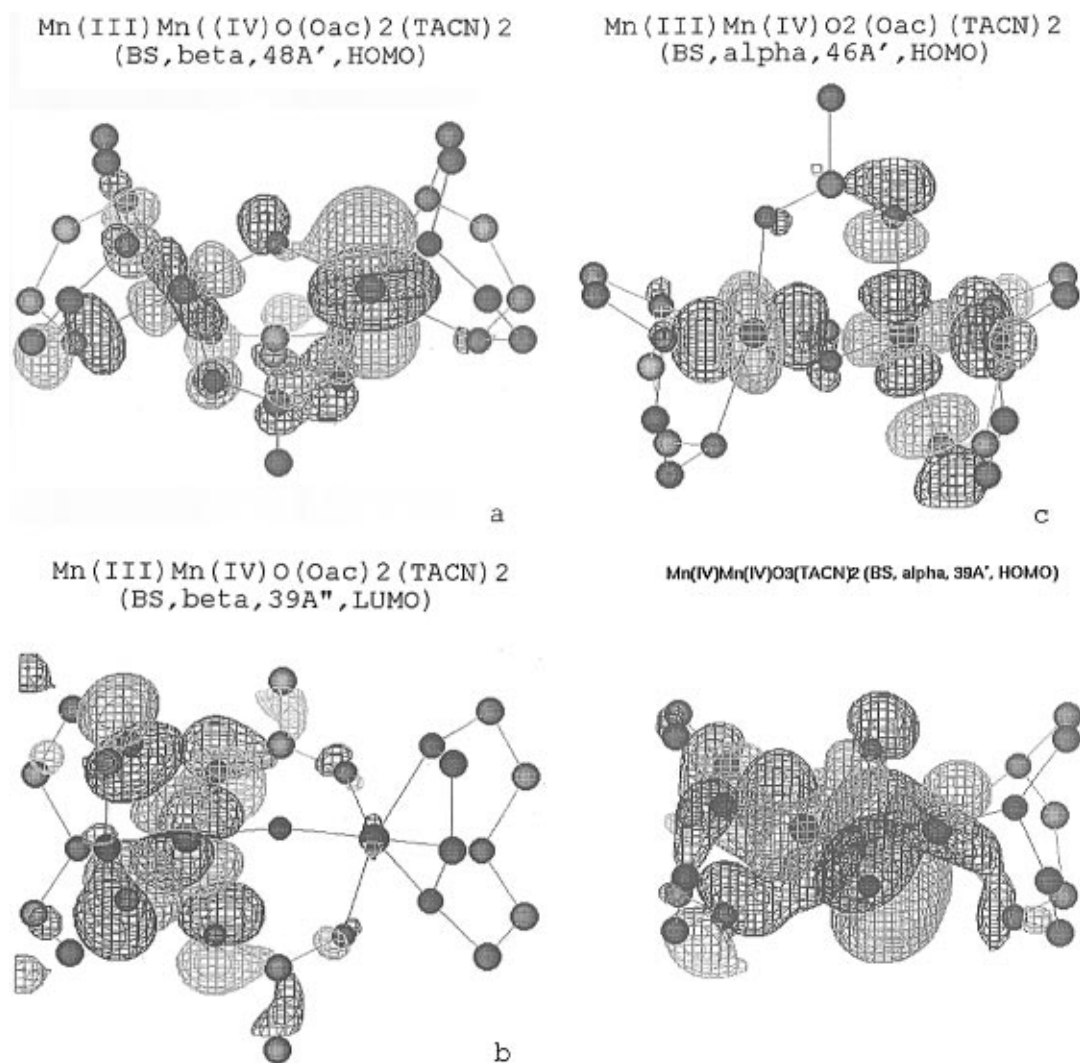 Mn(III)Mn((IV)O(Oac)2(TACN)2
(BS,beta,48A′,HOMO)
Mn(III)Mn(IV)O2(Oac)(TACN)2
(BS,alpha,46A′,HOMO)
a
c
Mn(III)Mn(IV)O(Oac)2(TACN)2
(BS,beta,39A",LUMO)
Mn(IV)Mn(IV)O3(TACN)2 (BS, alpha, 39A', HOMO)
b